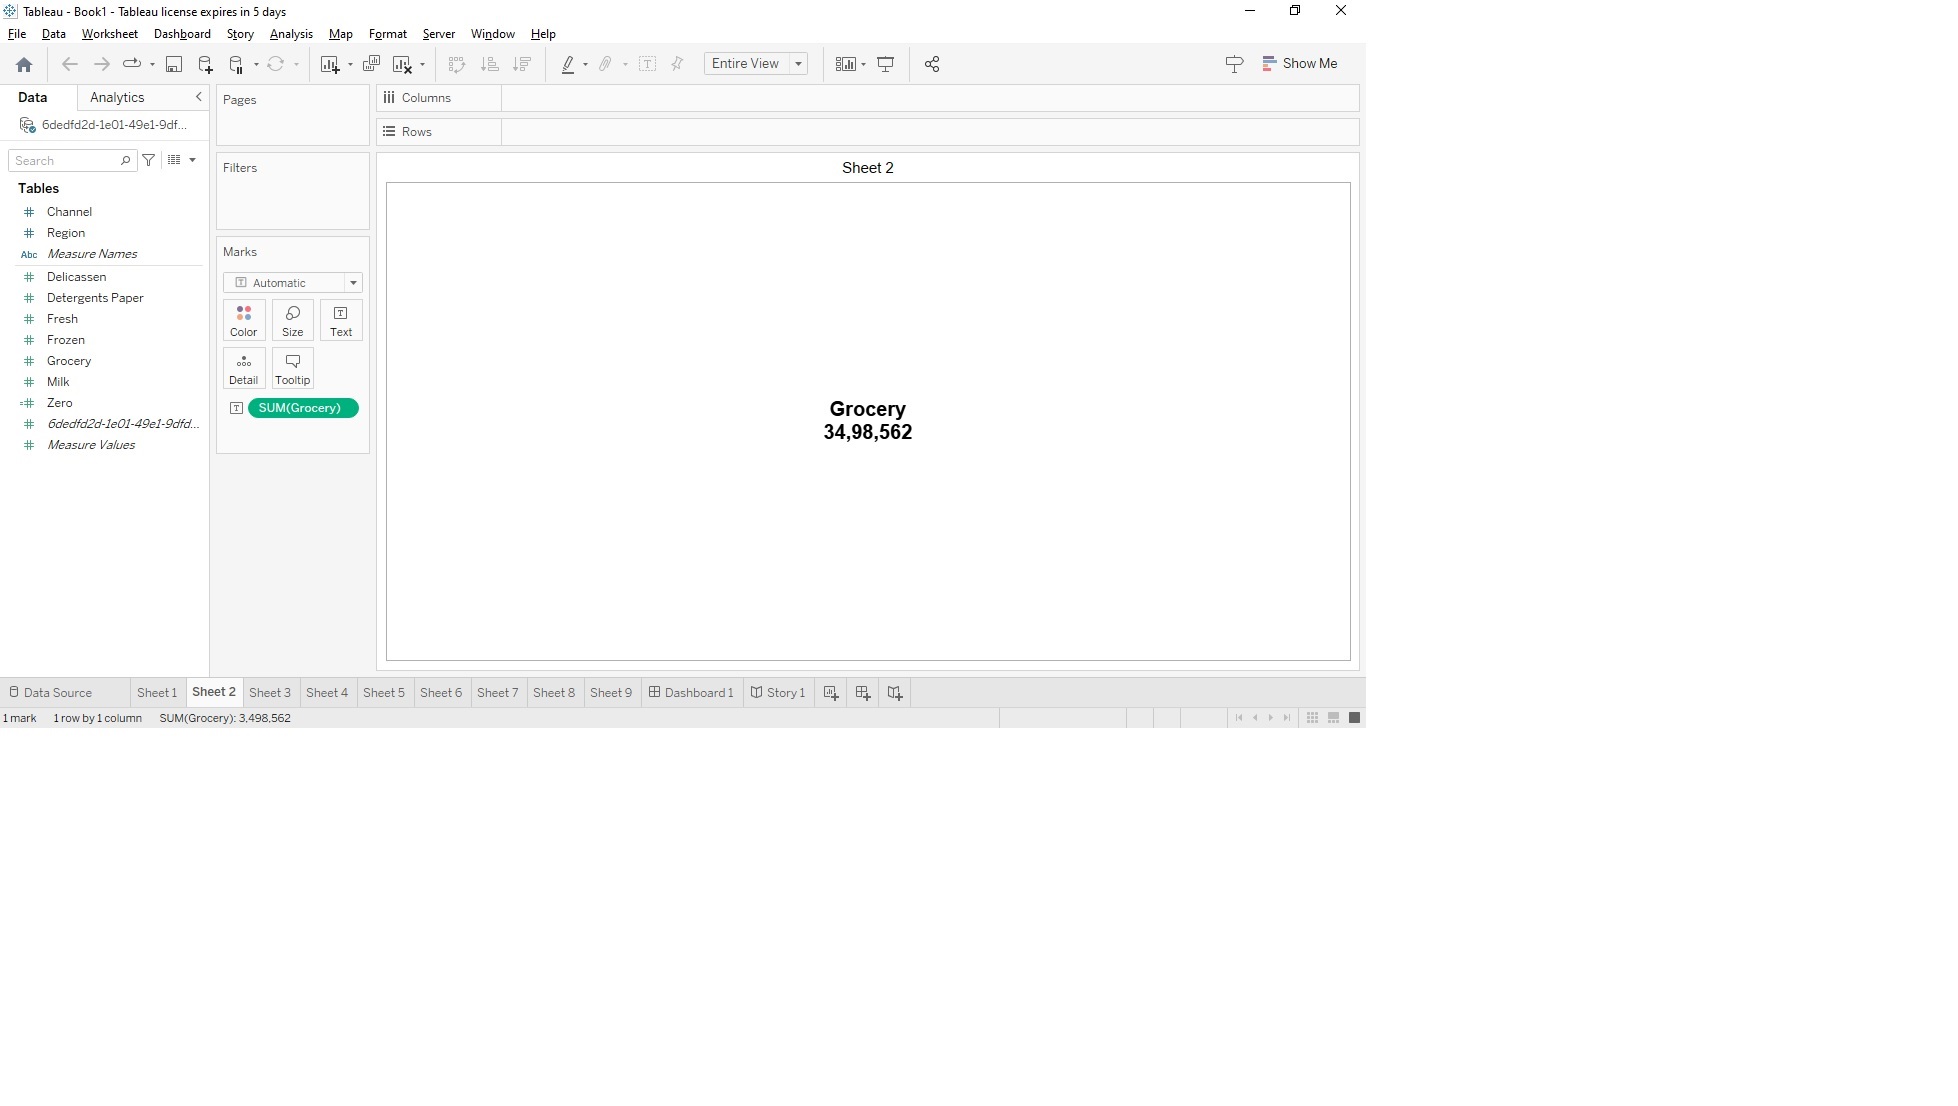 Tableau - Book1 - Tableau license expires in 5 days
File Data Worksheet Dashboard Story Analysis Map Format Server Window Help
Entire View
Show Me
Data Analytics
6dedfd2d-1e01-49e1-9df...
Search
Tables
Channel
Region
Abc Measure Names
Delicassen
Detergents Paper
Fresh
Frozen
Grocery
Milk
Zero
6dedfd2d-1e01-49e1-9dfd...
Measure Values
Pages
Filters
Marks
Automatic
Color Size Text
Detail Tooltip
SUM(Grocery)
Columns
Rows
Sheet 2
Grocery
34,98,562
Data Source Sheet 1 Sheet 2 Sheet 3 Sheet 4 Sheet 5 Sheet 6 Sheet 7 Sheet 8 Sheet 9 Dashboard 1 Story 1
1 mark 1 row by 1 column SUM(Grocery): 3,498,562